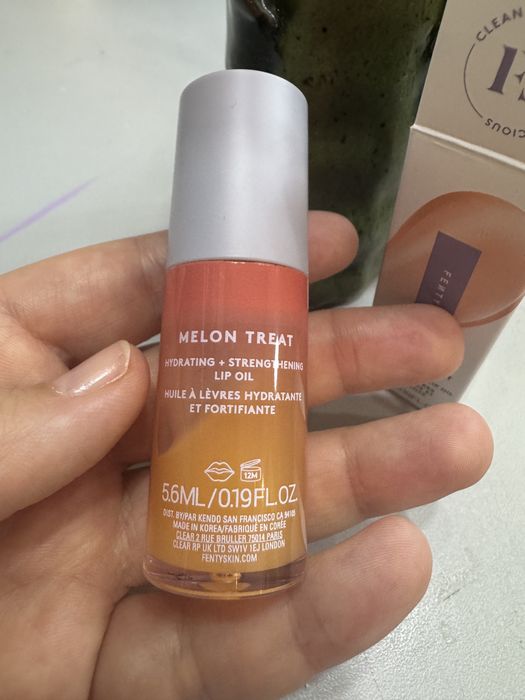 MELON TREAT
HYDRATING + STRENGTHENING
LIP OIL
HUILE À LÈVRES HYDRATANTE
ET FORTIFIANTE
12M
5.6ML/0.19FL.OZ.
DIST. BY/PAR KENDO SAN FRANCISCO CA 94105
MADE IN KOREA/FABRIQUÉ EN CORÉE
CLEAR 2 RUE BRULLER 75014 PARIS
CLEAR RP UK LTD SW1V 1EJ LONDON
FENTYSKIN.COM
CLEAN